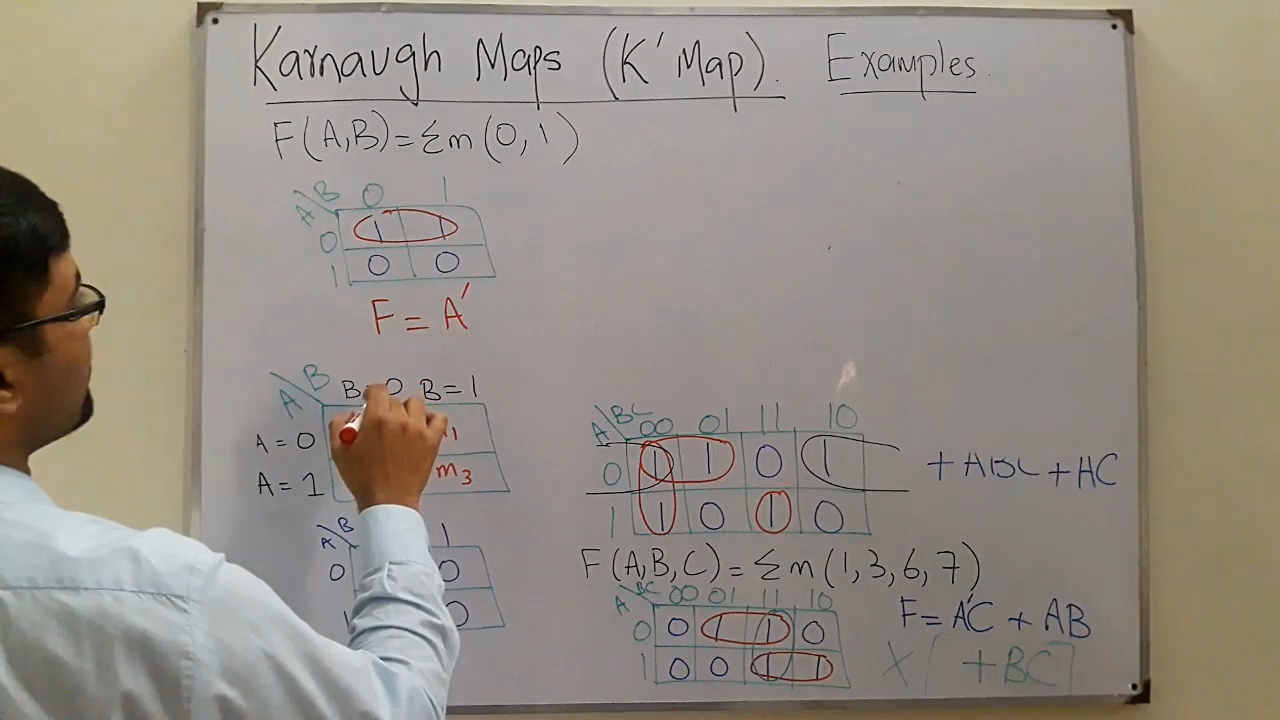 Karnaugh Maps (K' Map). Examples.
F(A,B)=Σm(0,1)
A\B 0 1
0 1 1
1 0 0
F = A'
A\B B=0 B=1
A=0
A=1 m3
A\B 1
0 0
1 0
A\BC 00 01 11 10
0 1 1 0 1
1 1 0 1 0
+ ABC + AC
F(A,B,C)=Σm(1,3,6,7)
A\BC 00 01 11 10
0 0 1 1 0
1 0 0 1 1
F= A'C + AB
X [+BC]